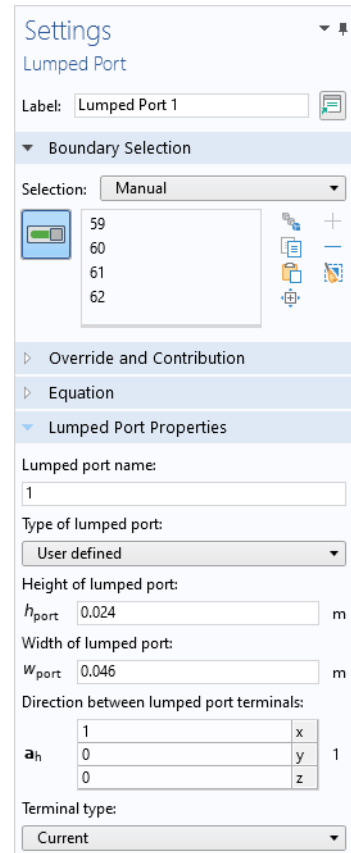 Settings
Lumped Port
Label: Lumped Port 1
Boundary Selection
Selection: Manual
59
60
61
62
Override and Contribution
Equation
Lumped Port Properties
Lumped port name:
1
Type of lumped port:
User defined
Height of lumped port:
hport 0.024 m
Width of lumped port:
wport 0.046 m
Direction between lumped port terminals:
1 x
ah 0 y 1
0 z
Terminal type:
Current